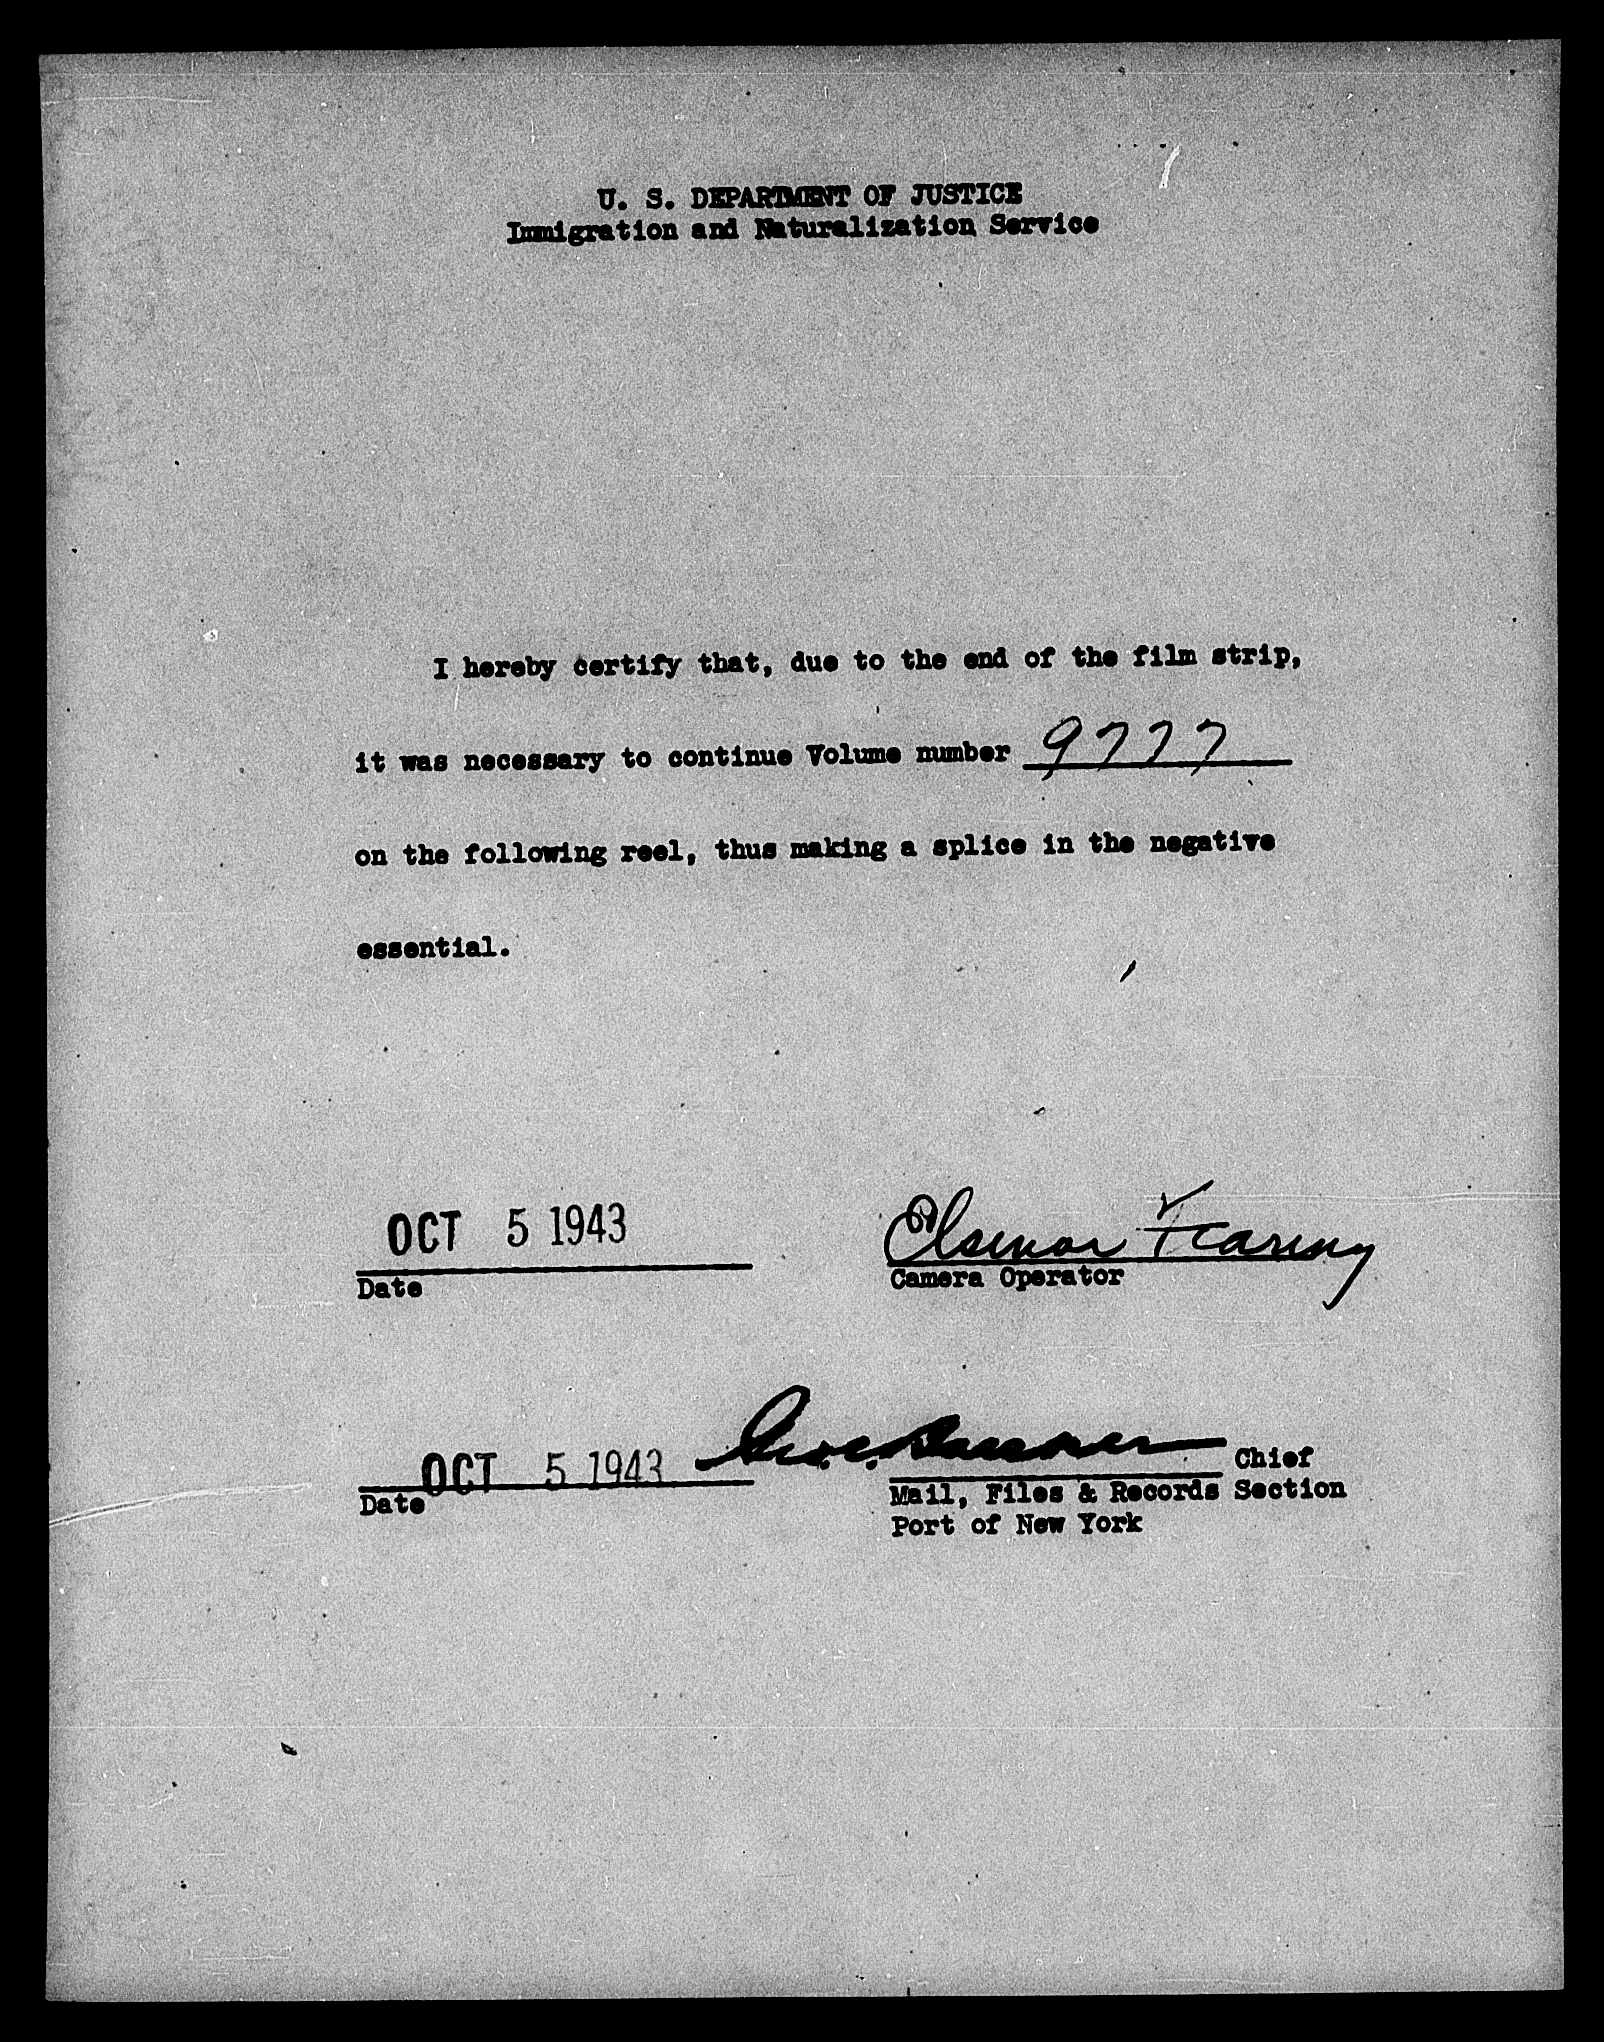 U. S. DEPARTMENT OF JUSTICE
Immigration and Naturalization Service
I hereby certify that, due to the end of the film strip,
it was necessary to continue Volume number 9777
on the following reel, thus making a splice in the negative
essential.
OCT 5 1943
Date
Camera Operator
OCT 5 1943
Date
Chief
Mail, Files & Records Section
Port of New York